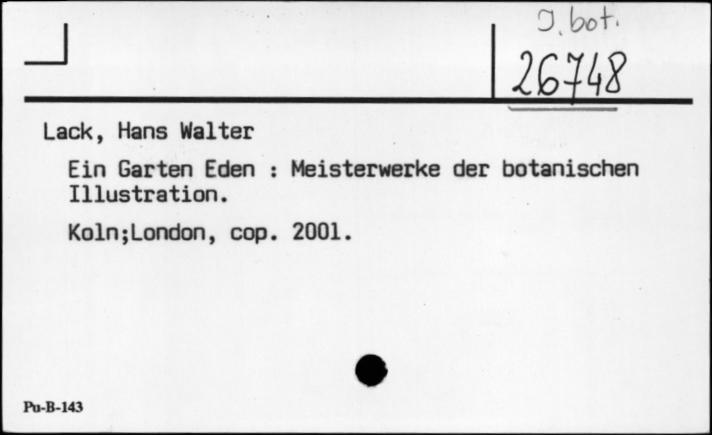 J. bot.
26748
Lack, Hans Walter
Ein Garten Eden : Meisterwerke der botanischen
Illustration.
Koln;London, cop. 2001.
Pu-B-143